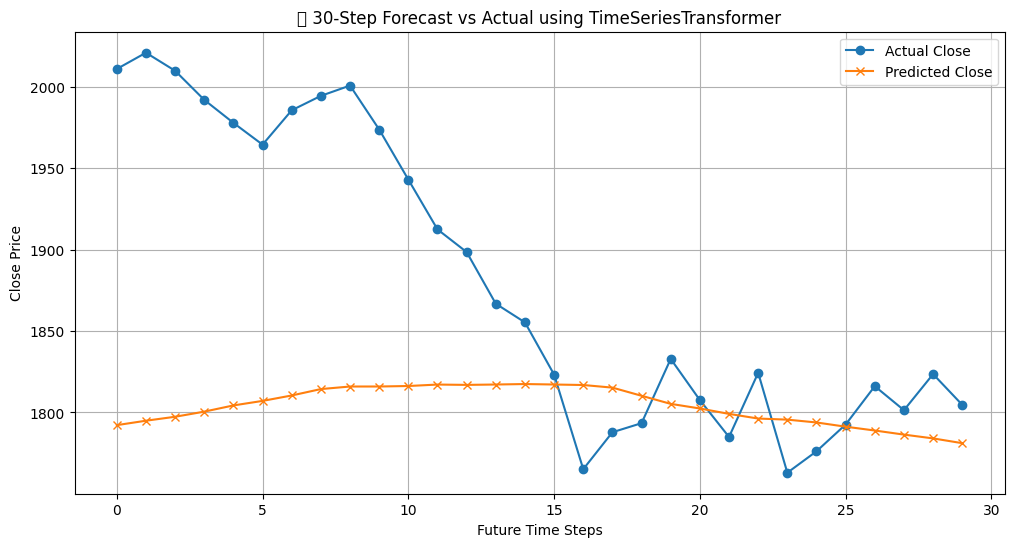 30-Step Forecast vs Actual using TimeSeriesTransformer
Actual Close
Predicted Close
Close Price
2000
1950
1900
1850
1800
0 5 10 15 20 25 30
Future Time Steps